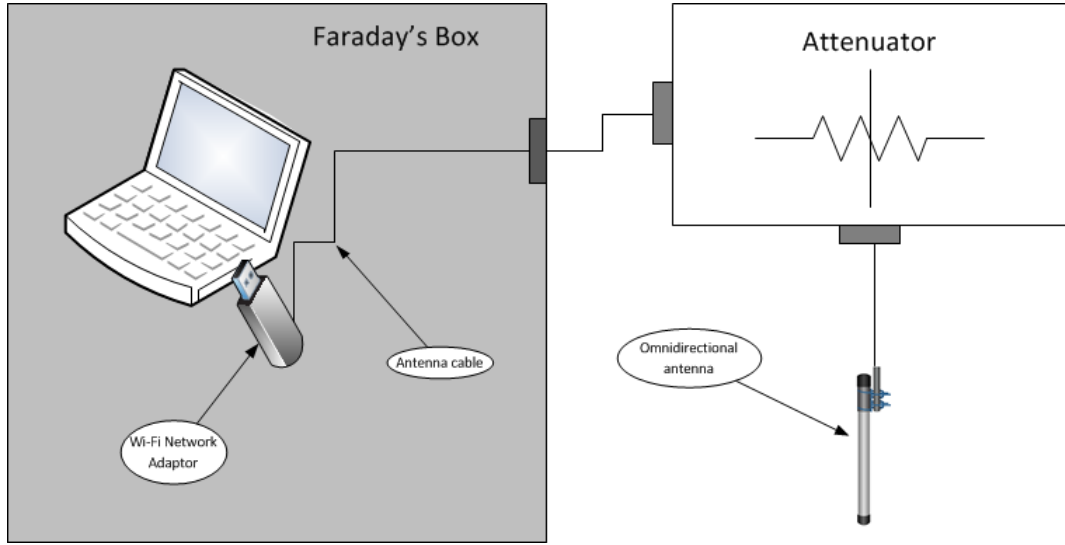 Faraday's Box
Attenuator
Antenna cable
Omnidirectional
antenna
Wi-Fi Network
Adaptor